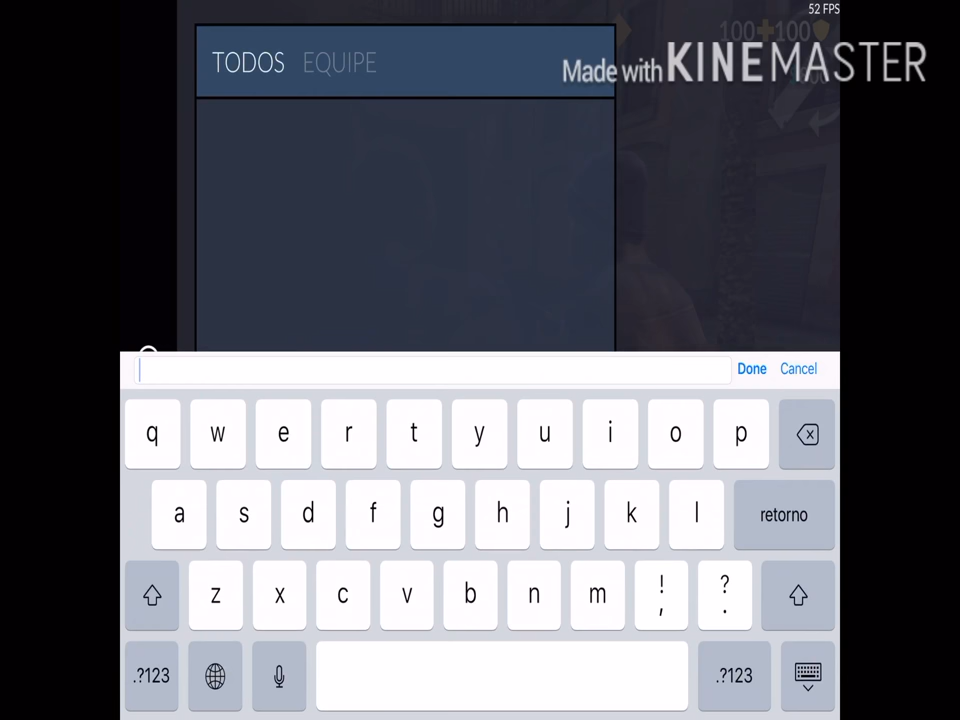 52 FPS
100 100
TODOS EQUIPE
Made with KINEMASTER
Done Cancel
q w e r t y u i o p
a s d f g h j k l retorno
z x c v b n m ! , ? .
.?123 .?123